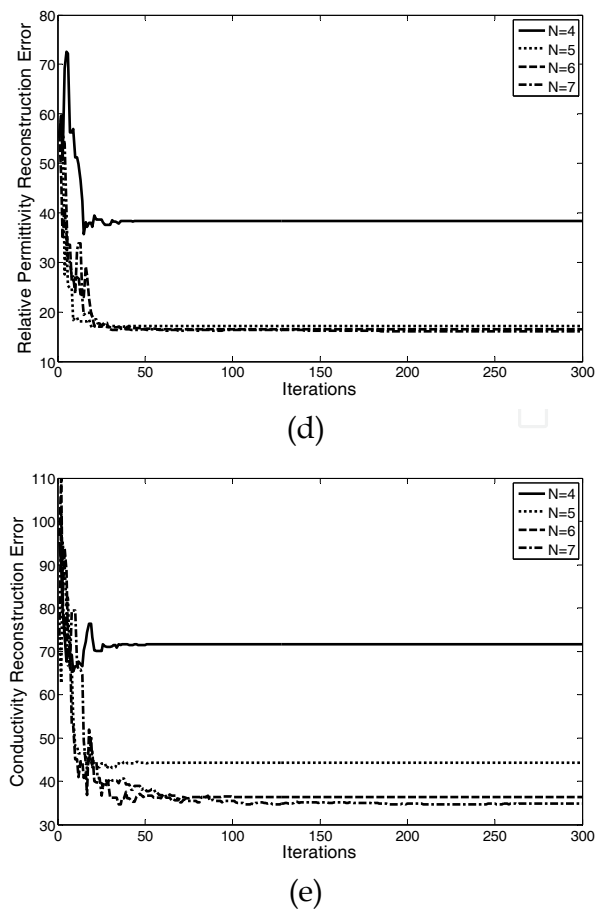 80
70
60
50
40
30
20
10
Relative Permittivity Reconstruction Error
N=4
N=5
N=6
N=7
0 50 100 150 200 250 300
Iterations
(d)
110
100
90
80
70
60
50
40
30
Conductivity Reconstruction Error
N=4
N=5
N=6
N=7
0 50 100 150 200 250 300
Iterations
(e)